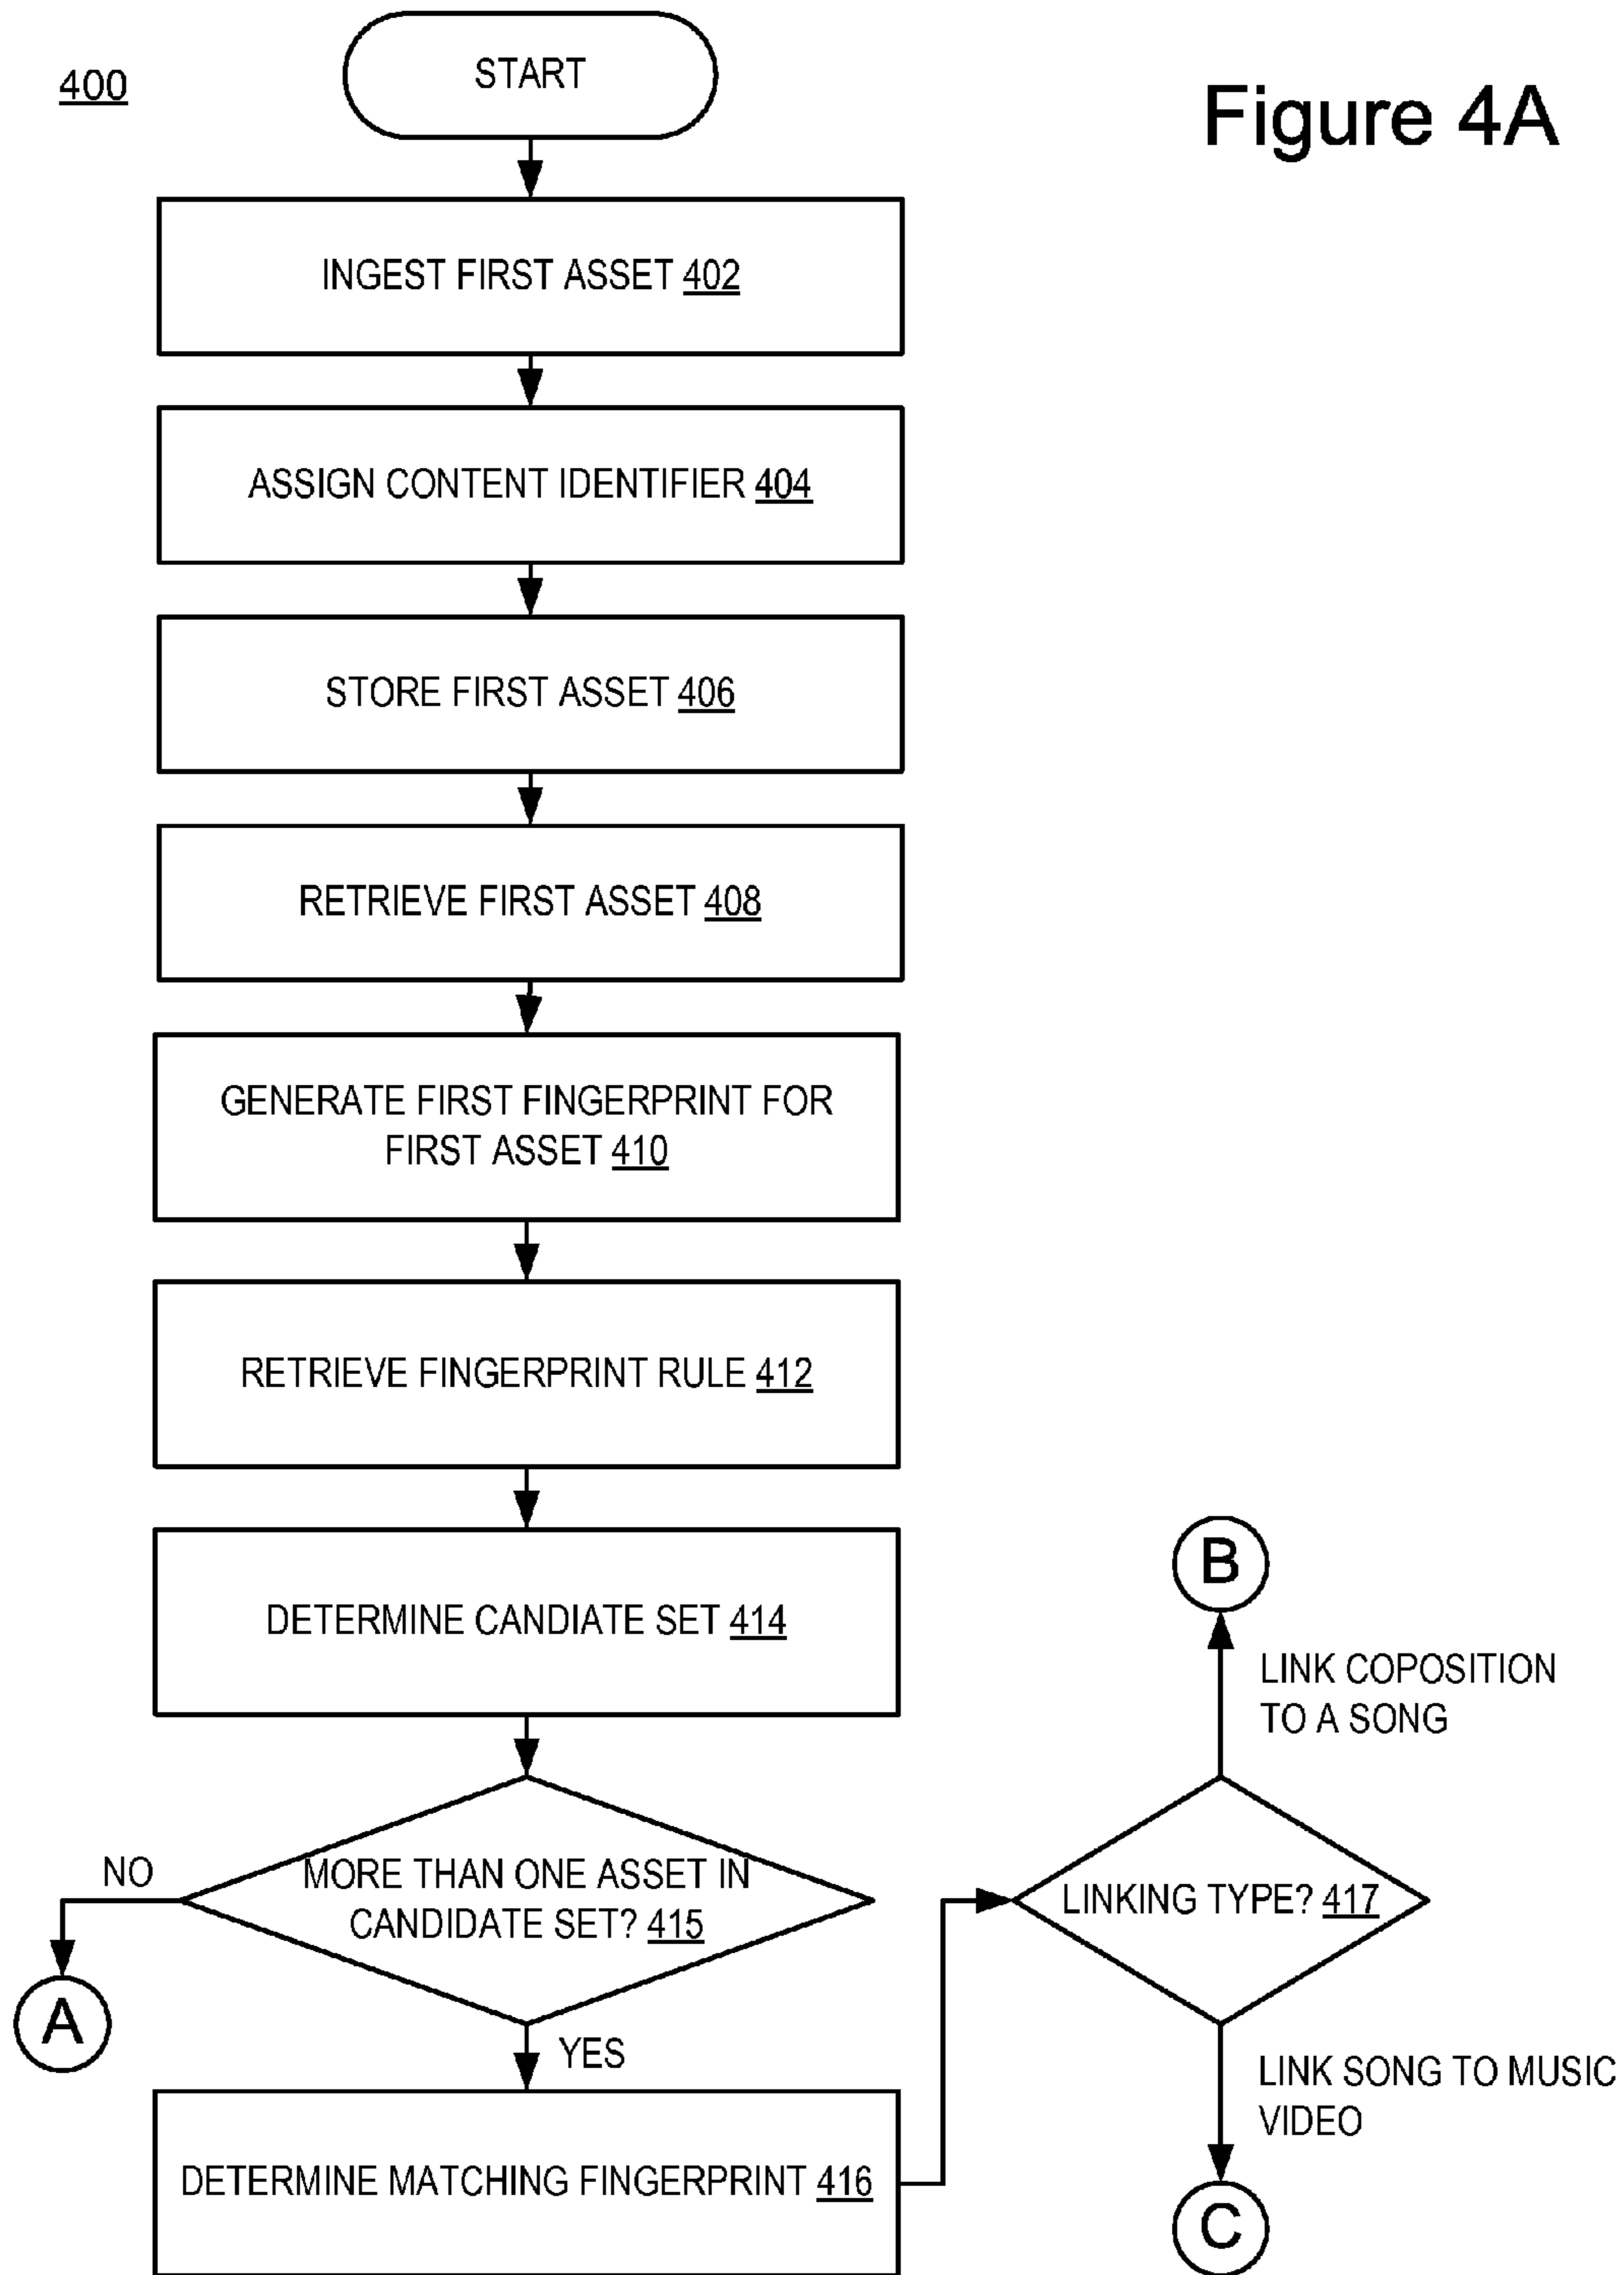 400
START
Figure 4A
INGEST FIRST ASSET 402
ASSIGN CONTENT IDENTIFIER 404
STORE FIRST ASSET 406
RETRIEVE FIRST ASSET 408
GENERATE FIRST FINGERPRINT FOR
FIRST ASSET 410
RETRIEVE FINGERPRINT RULE 412
DETERMINE CANDIATE SET 414
B
LINK COPOSITION
TO A SONG
NO
MORE THAN ONE ASSET IN
CANDIDATE SET? 415
LINKING TYPE? 417
A
YES
LINK SONG TO MUSIC
VIDEO
DETERMINE MATCHING FINGERPRINT 416
C